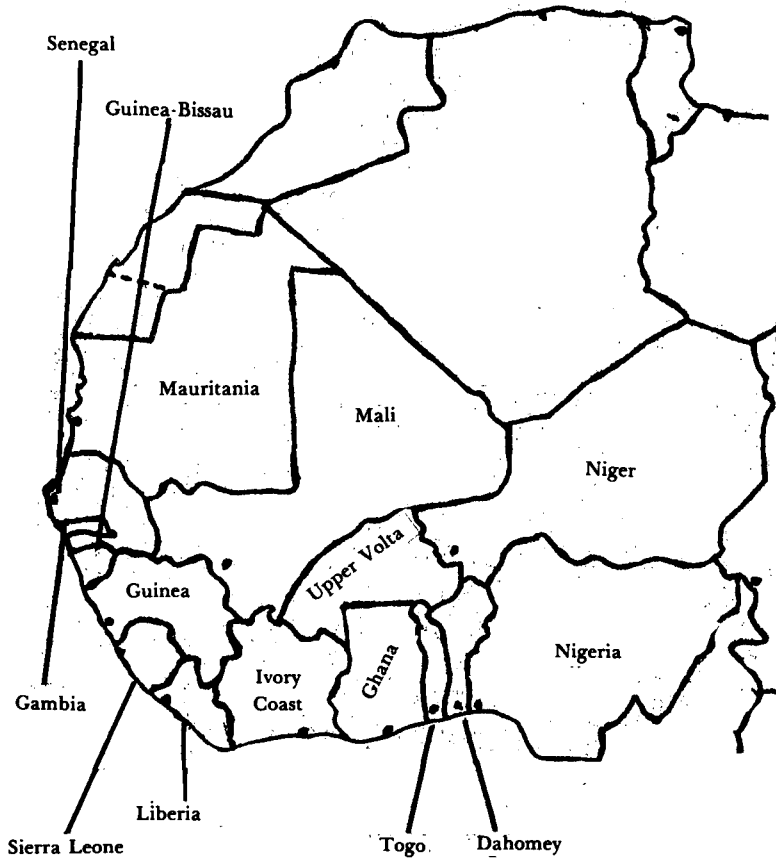 Senegal
Guinea-Bissau
Mauritania
Mali
Niger
Upper Volta
Guinea
Ivory
Coast
Ghana
Nigeria
Gambia
Liberia
Sierra Leone
Togo
Dahomey